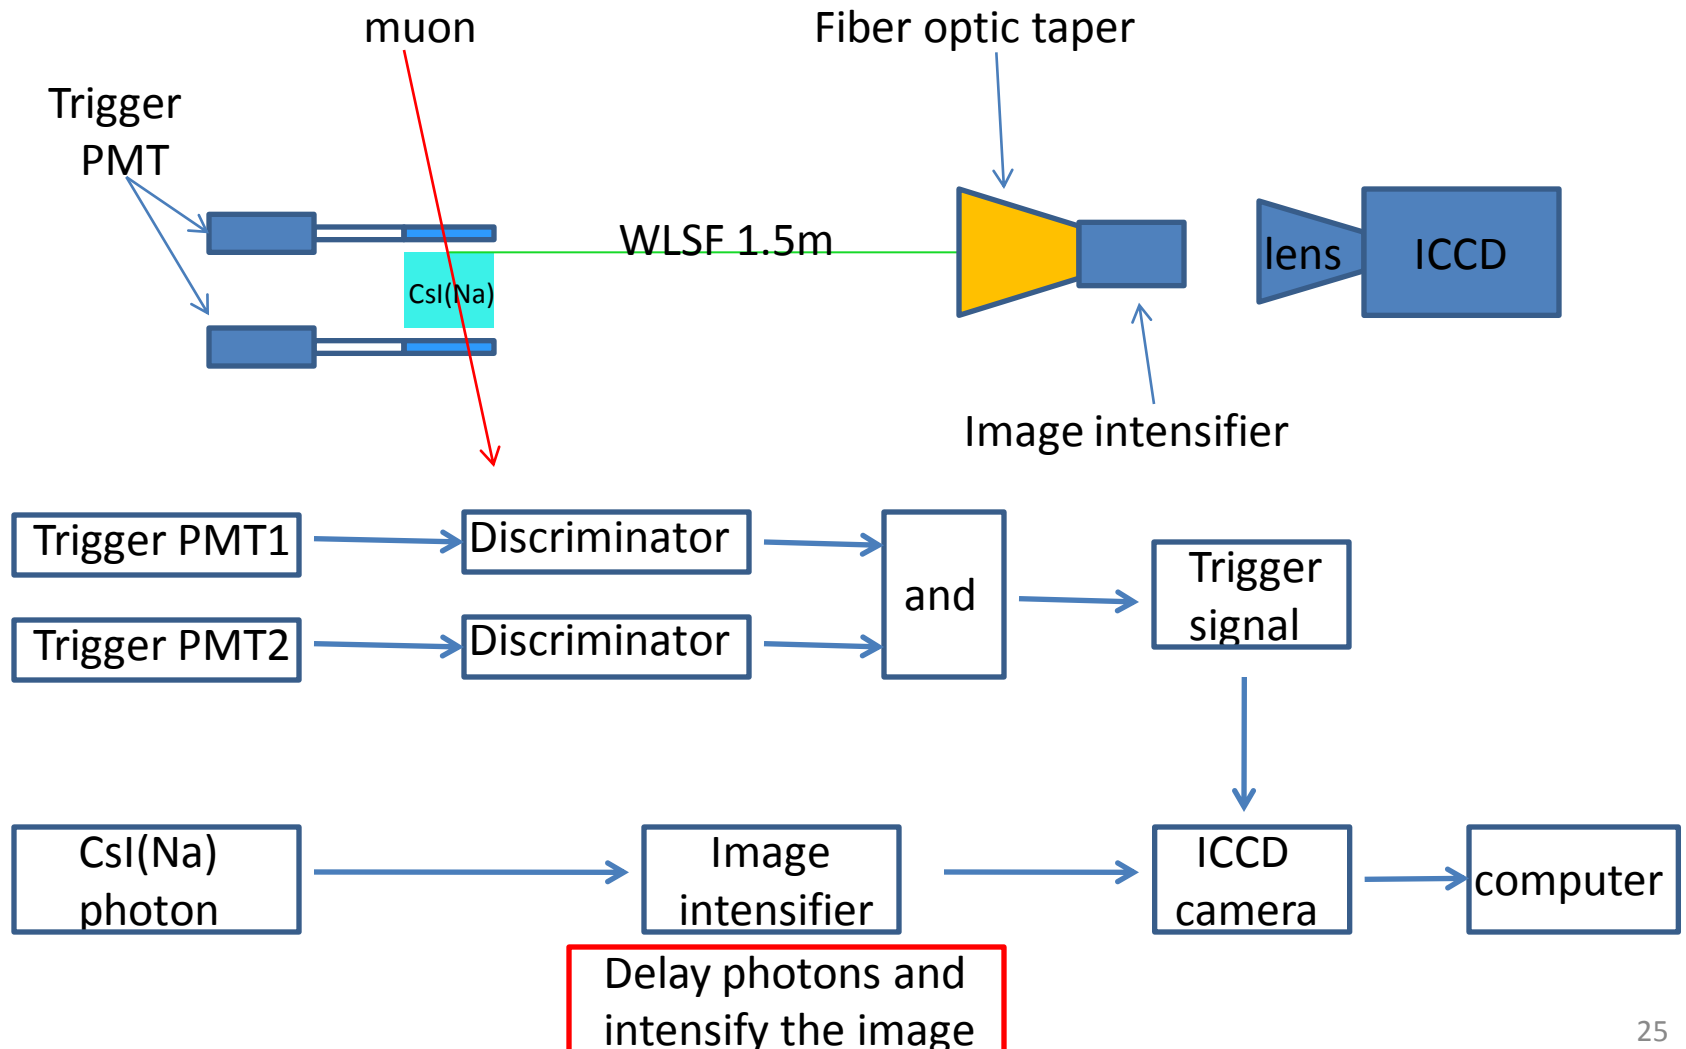 muon
Fiber optic taper
Trigger
PMT
WLSF 1.5m
CsI(Na)
lens
ICCD
Image intensifier
Trigger PMT1
Discriminator
and
Trigger
signal
Trigger PMT2
Discriminator
CsI(Na)
photon
Image
intensifier
ICCD
camera
computer
Delay photons and
intensify the image
25